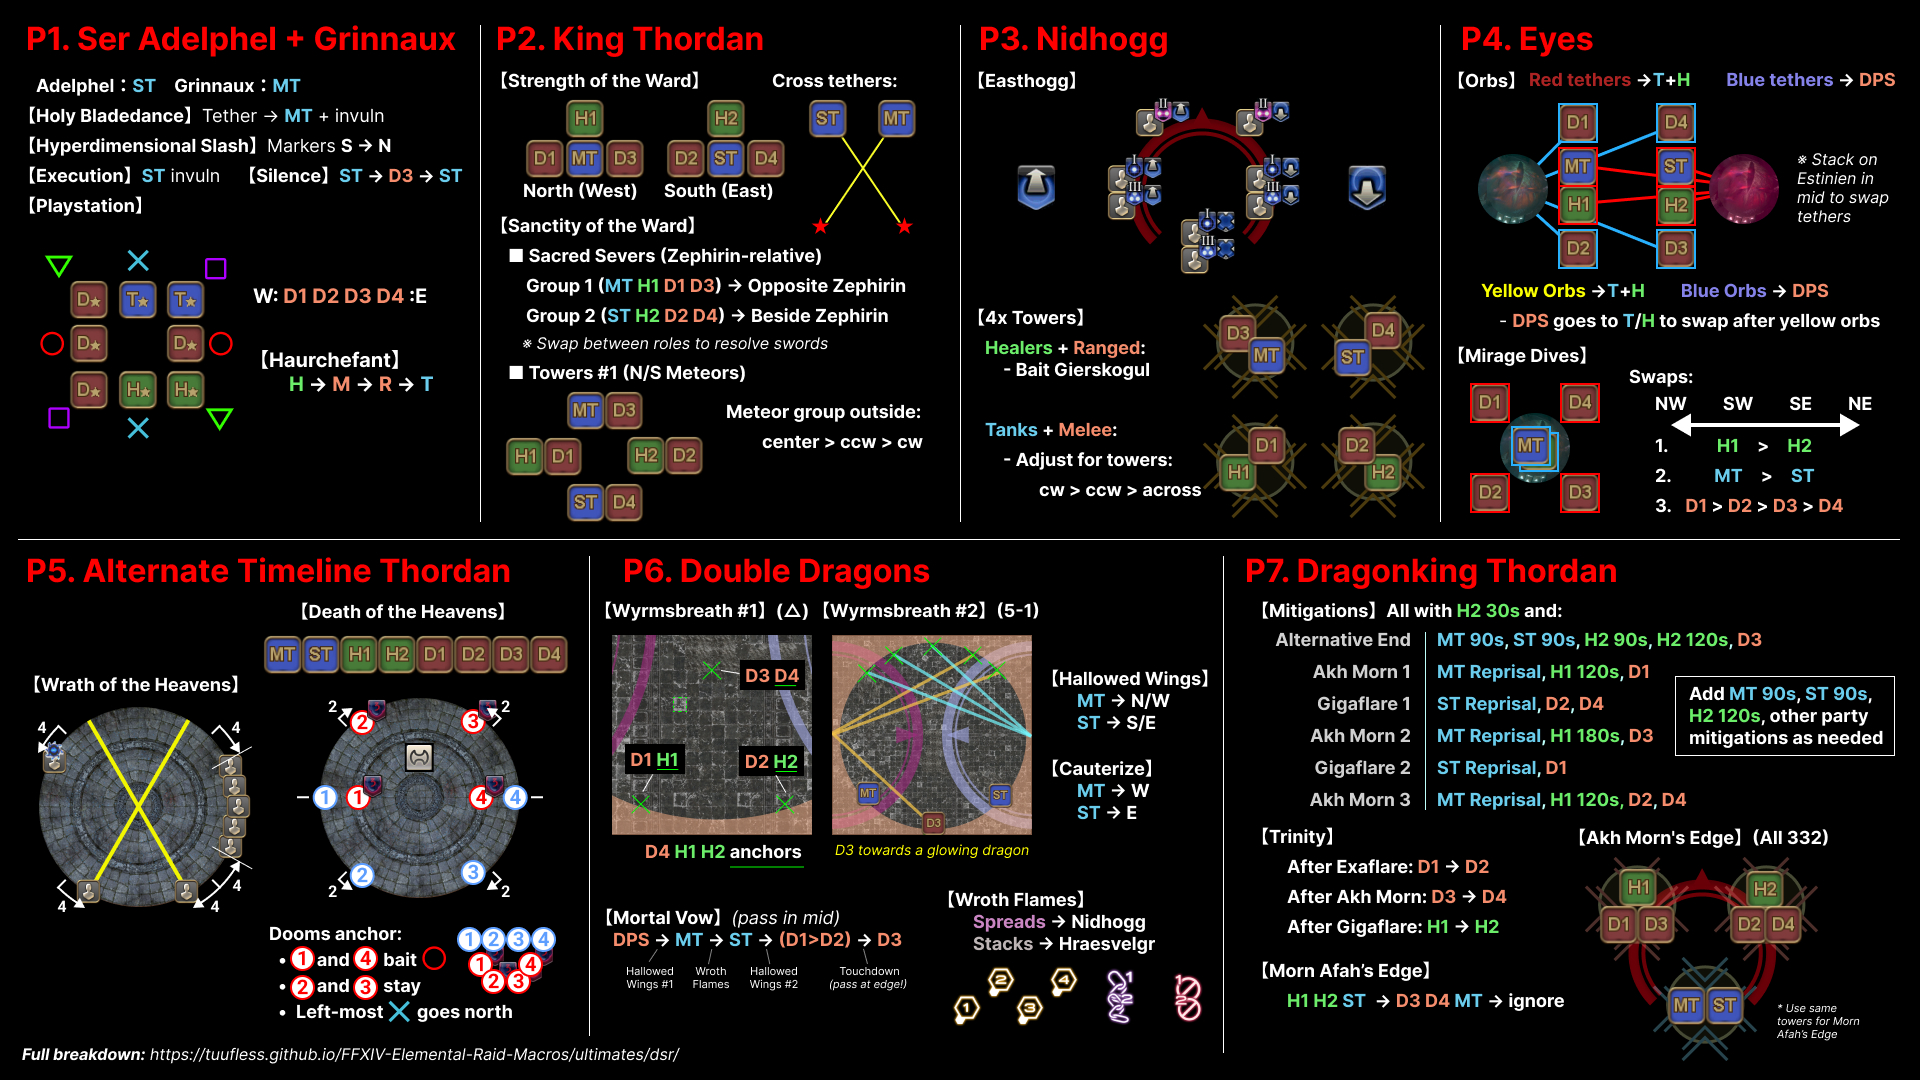 P1. Ser Adelphel + Grinnaux
Adelphel : ST Grinnaux : MT
【Holy Bladedance】Tether → MT + invuln
【Hyperdimensional Slash】Markers S → N
【Execution】ST invuln 【Silence】ST → D3 → ST
【Playstation】
D★ T★ T★
D★ D★
D★ H★ H★
W: D1 D2 D3 D4 :E
【Haurchefant】
H → M → R → T
P2. King Thordan
【Strength of the Ward】 Cross tethers:
H1 H2 ST MT
D1 MT D3 D2 ST D4
North (West) South (East)
【Sanctity of the Ward】
■ Sacred Severs (Zephirin-relative)
Group 1 (MT H1 D1 D3) → Opposite Zephirin
Group 2 (ST H2 D2 D4) → Beside Zephirin
※ Swap between roles to resolve swords
■ Towers #1 (N/S Meteors)
MT D3
H1 D1 H2 D2
ST D4
Meteor group outside:
center > ccw > cw
P3. Nidhogg
【Easthogg】
II II
I I
III III
I
III
【4x Towers】
Healers + Ranged:
- Bait Gierskogul
Tanks + Melee:
- Adjust for towers:
cw > ccw > across
D3 MT D4 ST
D1 H1 D2 H2
P4. Eyes
【Orbs】 Red tethers →T+H Blue tethers → DPS
D1 D4
MT ST
H1 H2
D2 D3
※ Stack on
Estinien in
mid to swap
tethers
Yellow Orbs →T+H Blue Orbs → DPS
- DPS goes to T/H to swap after yellow orbs
【Mirage Dives】
D1 D4
MT
D2 D3
Swaps:
NW SW SE NE
1. H1 > H2
2. MT > ST
3. D1 > D2 > D3 > D4
P5. Alternate Timeline Thordan
【Death of the Heavens】
MT ST H1 H2 D1 D2 D3 D4
【Wrath of the Heavens】
4 4
4 4
2 2 3 2
1 1 4 4
2 2 3 2
Dooms anchor:
• 1 and 4 bait
• 2 and 3 stay
• Left-most goes north
1 2 3 4
1 4
2 3
P6. Double Dragons
【Wyrmsbreath #1】(△) 【Wyrmsbreath #2】(5-1)
D3 D4
D1 H1 D2 H2
D4 H1 H2 anchors
MT ST
D3
D3 towards a glowing dragon
【Hallowed Wings】
MT → N/W
ST → S/E
【Cauterize】
MT → W
ST → E
【Mortal Vow】(pass in mid)
DPS → MT → ST → (D1>D2) → D3
Hallowed Wings #1
Wroth Flames
Hallowed Wings #2
Touchdown (pass at edge!)
【Wroth Flames】
Spreads → Nidhogg
Stacks → Hraesvelgr
1 2 3 4 1 1
P7. Dragonking Thordan
【Mitigations】All with H2 30s and:
Alternative End MT 90s, ST 90s, H2 90s, H2 120s, D3
Akh Morn 1 MT Reprisal, H1 120s, D1
Gigaflare 1 ST Reprisal, D2, D4
Akh Morn 2 MT Reprisal, H1 180s, D3
Gigaflare 2 ST Reprisal, D1
Akh Morn 3 MT Reprisal, H1 120s, D2, D4
Add MT 90s, ST 90s,
H2 120s, other party
mitigations as needed
【Trinity】
After Exaflare: D1 → D2
After Akh Morn: D3 → D4
After Gigaflare: H1 → H2
【Morn Afah's Edge】
H1 H2 ST → D3 D4 MT → ignore
【Akh Morn's Edge】(All 332)
H1 H2
D1 D3 D2 D4
MT ST
* Use same
towers for Morn
Afah's Edge
Full breakdown: https://tuufless.github.io/FFXIV-Elemental-Raid-Macros/ultimates/dsr/